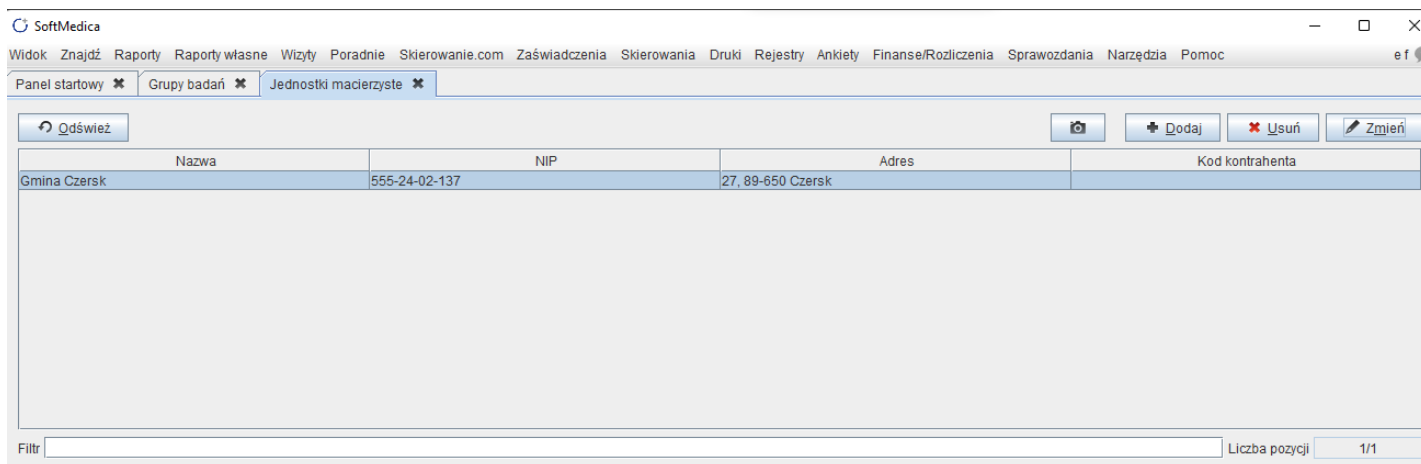 SoftMedica
Widok Znajdź Raporty Raporty własne Wizyty Poradnie Skierowanie.com Zaświadczenia Skierowania Druki Rejestry Ankiety Finanse/Rozliczenia Sprawozdania Narzędzia Pomoc e f
Panel startowy Grupy badań Jednostki macierzyste
Odśwież Dodaj Usuń Zmień
Nazwa NIP Adres Kod kontrahenta
Gmina Czersk 555-24-02-137 27, 89-650 Czersk
Filtr Liczba pozycji 1/1